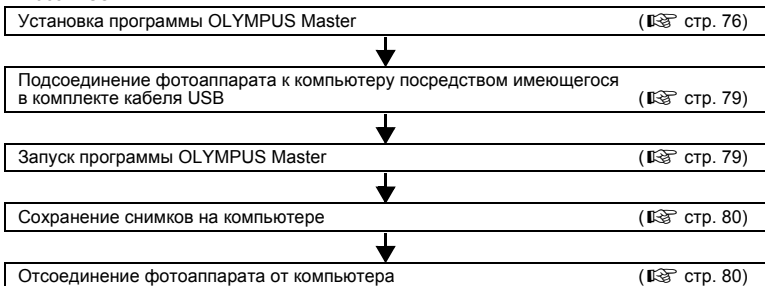 Установка программы OLYMPUS Master (☞ стр. 76)
Подсоединение фотоаппарата к компьютеру посредством имеющегося
в комплекте кабеля USB (☞ стр. 79)
Запуск программы OLYMPUS Master (☞ стр. 79)
Сохранение снимков на компьютере (☞ стр. 80)
Отсоединение фотоаппарата от компьютера (☞ стр. 80)